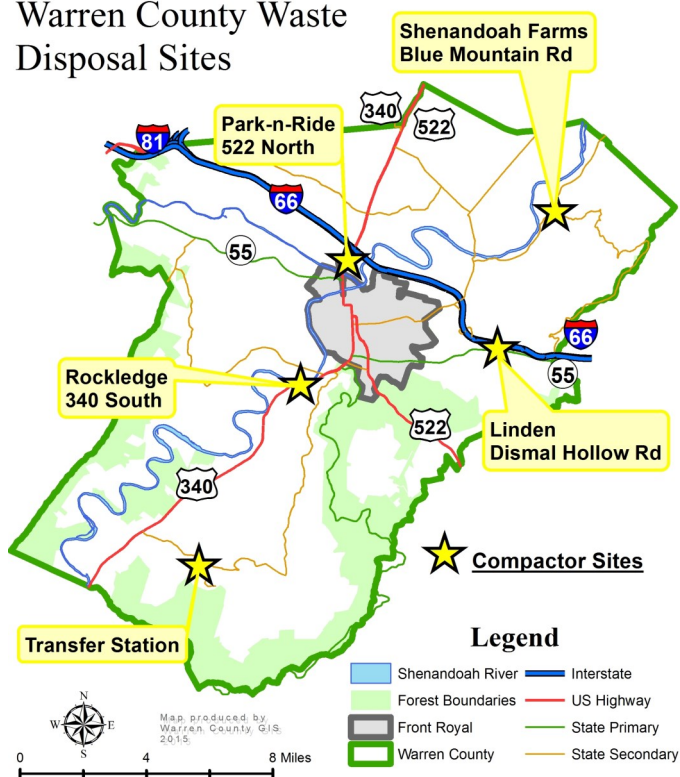 Warren County Waste
Disposal Sites
Shenandoah Farms
Blue Mountain Rd
340
522
Park-n-Ride
522 North
81
66
55
66
55
Rockledge
340 South
522
Linden
Dismal Hollow Rd
340
Compactor Sites
Transfer Station
Legend
Shenandoah River
Interstate
Forest Boundaries
US Highway
Front Royal
State Primary
Warren County
State Secondary
N
W
E
S
Map produced by
Warren County GIS
2015
0 4 8 Miles